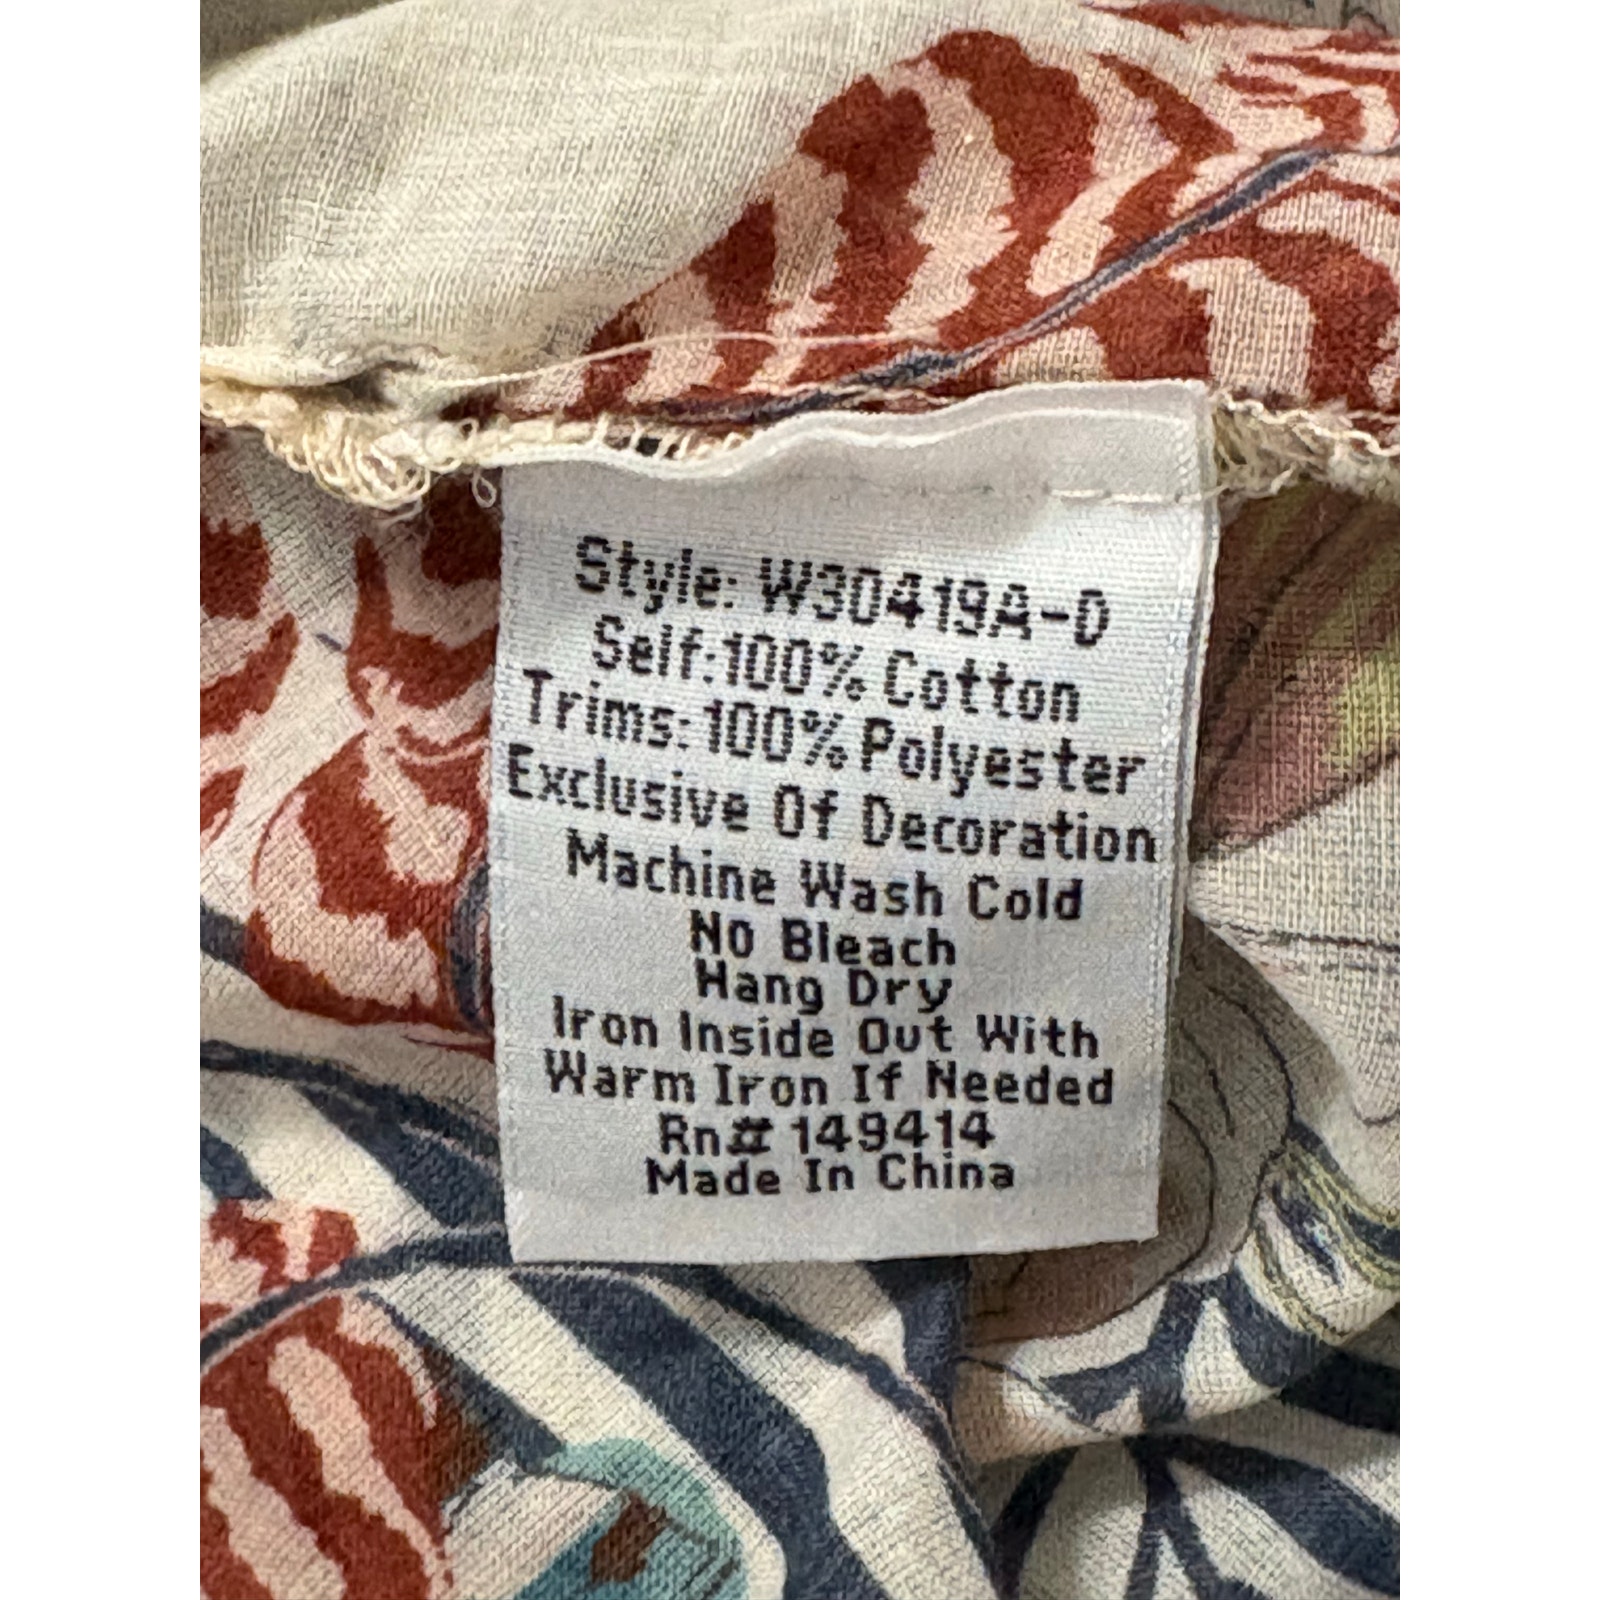 Style: W30419A-D
Self:100% Cotton
Trims:100% Polyester
Exclusive Of Decoration
Machine Wash Cold
No Bleach
Hang Dry
Iron Inside Out With
Warm Iron If Needed
Rn# 149414
Made In China